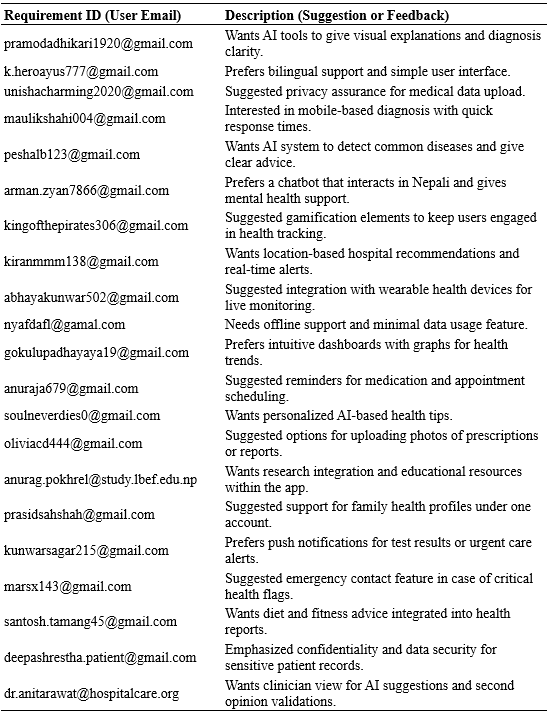 Requirement ID (User Email) Description (Suggestion or Feedback)
pramodadhikari1920@gmail.com Wants AI tools to give visual explanations and diagnosis
clarity.
k.heroayus777@gmail.com Prefers bilingual support and simple user interface.
unishacharming2020@gmail.com Suggested privacy assurance for medical data upload.
maulikshahi004@gmail.com Interested in mobile-based diagnosis with quick
response times.
peshalb123@gmail.com Wants AI system to detect common diseases and give
clear advice.
arman.zyan7866@gmail.com Prefers a chatbot that interacts in Nepali and gives
mental health support.
kingofthepirates306@gmail.com Suggested gamification elements to keep users engaged
in health tracking.
kiranmmm138@gmail.com Wants location-based hospital recommendations and
real-time alerts.
abhayakunwar502@gmail.com Suggested integration with wearable health devices for
live monitoring.
nyafdafl@gamal.com Needs offline support and minimal data usage feature.
gokulupadhayaya19@gmail.com Prefers intuitive dashboards with graphs for health
trends.
anuraja679@gmail.com Suggested reminders for medication and appointment
scheduling.
soulneverdies0@gmail.com Wants personalized AI-based health tips.
oliviacd444@gmail.com Suggested options for uploading photos of prescriptions
or reports.
anurag.pokhrel@study.lbef.edu.np Wants research integration and educational resources
within the app.
prasidsahshah@gmail.com Suggested support for family health profiles under one
account.
kunwarsagar215@gmail.com Prefers push notifications for test results or urgent care
alerts.
marsx143@gmail.com Suggested emergency contact feature in case of critical
health flags.
santosh.tamang45@gmail.com Wants diet and fitness advice integrated into health
reports.
deepashrestha.patient@gmail.com Emphasized confidentiality and data security for
sensitive patient records.
dr.anitarawat@hospitalcare.org Wants clinician view for AI suggestions and second
opinion validations.